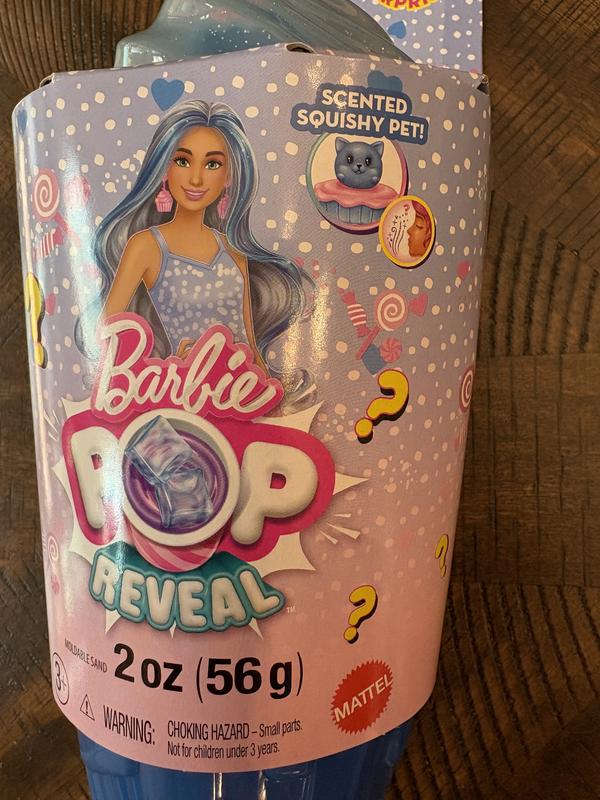 SCENTED
SQUISHY PET!
Barbie
POP
REVEAL™
MOLDABLE SAND 2 oz (56 g)
3+
WARNING: CHOKING HAZARD – Small parts.
Not for children under 3 years.
MATTEL